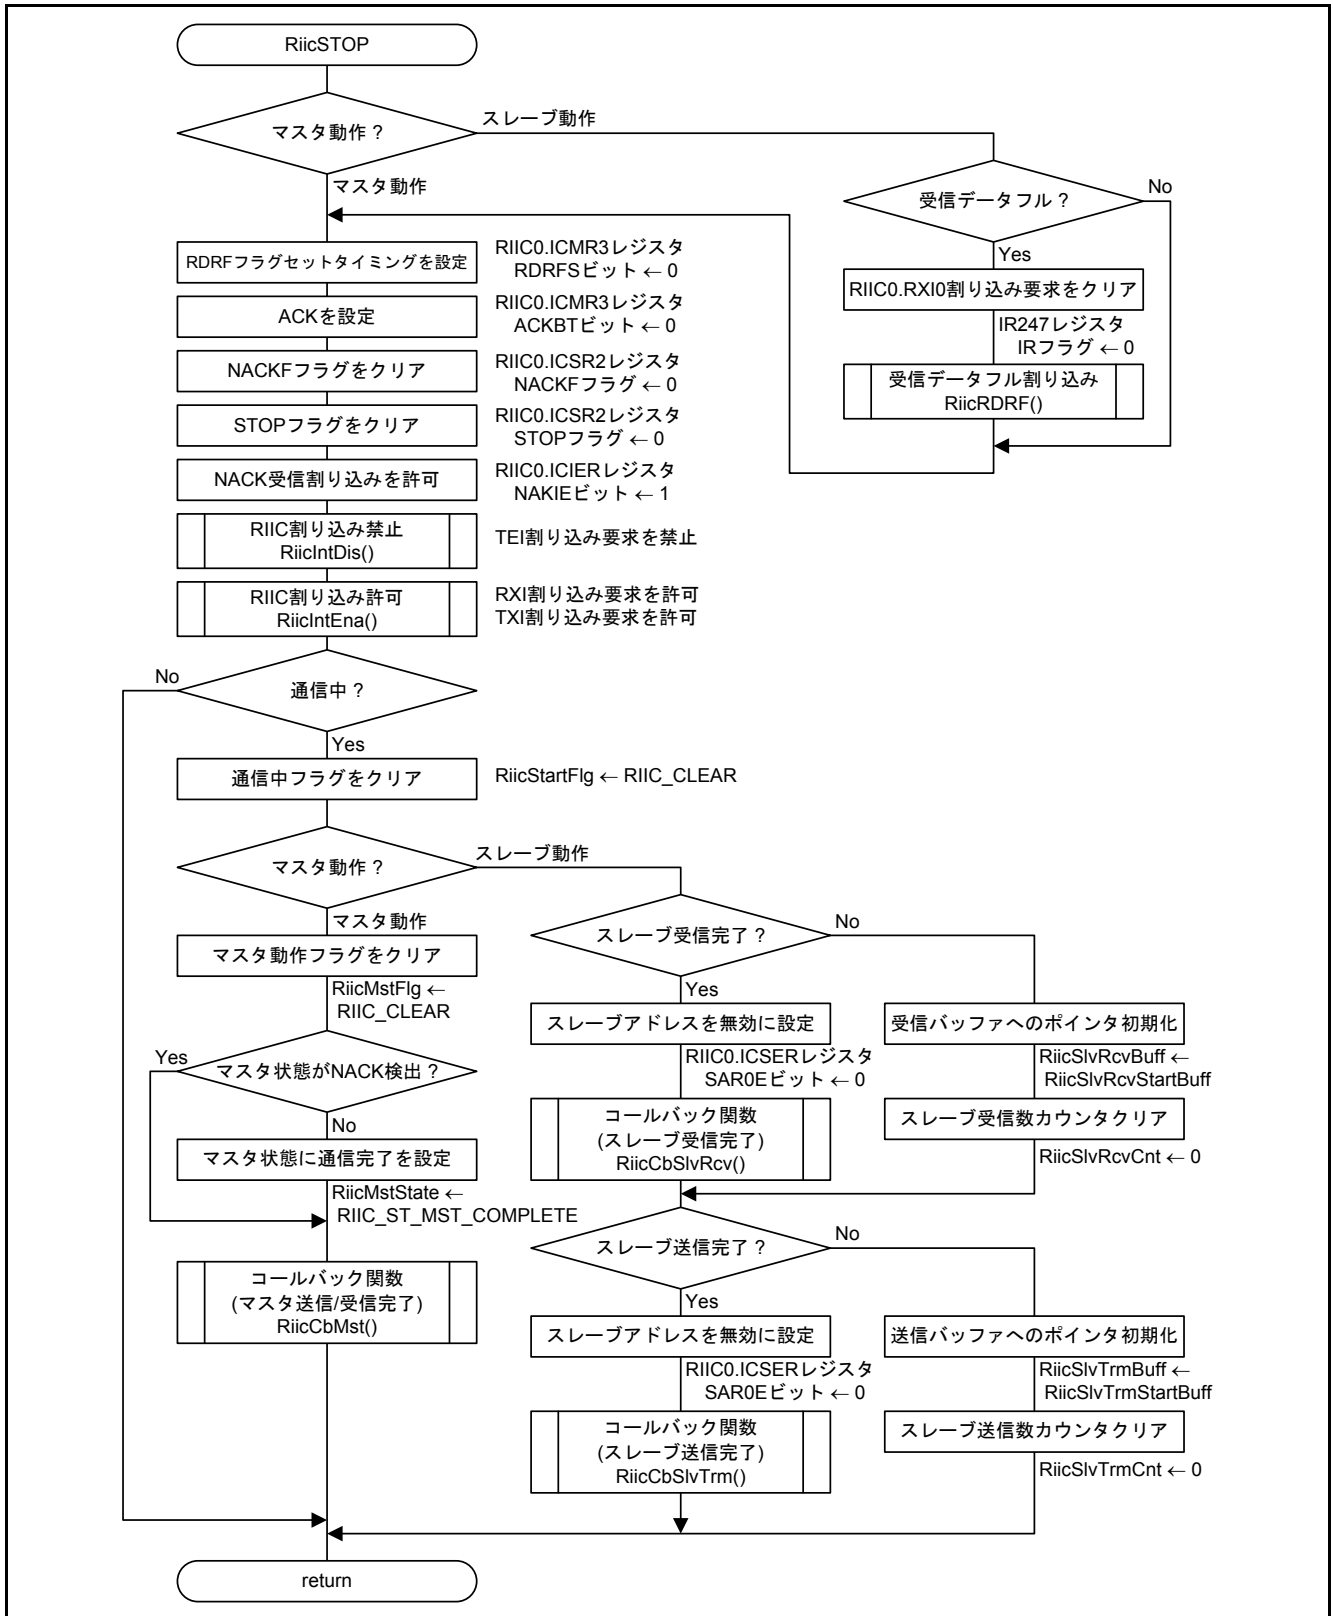 RiicSTOP
マスタ動作？
スレーブ動作
マスタ動作
受信データフル？
No
Yes
RIIC0.RXI0割り込み要求をクリア
IR247レジスタ
IRフラグ ← 0
受信データフル割り込み
RiicRDRF()
RDRFフラグセットタイミングを設定
RIIC0.ICMR3レジスタ
RDRFSビット ← 0
ACKを設定
RIIC0.ICMR3レジスタ
ACKBTビット ← 0
NACKFフラグをクリア
RIIC0.ICSR2レジスタ
NACKFフラグ ← 0
STOPフラグをクリア
RIIC0.ICSR2レジスタ
STOPフラグ ← 0
NACK受信割り込みを許可
RIIC0.ICIERレジスタ
NAKIEビット ← 1
RIIC割り込み禁止
RiicIntDis()
TEI割り込み要求を禁止
RIIC割り込み許可
RiicIntEna()
RXI割り込み要求を許可
TXI割り込み要求を許可
No
通信中？
Yes
通信中フラグをクリア
RiicStartFlg ← RIIC_CLEAR
マスタ動作？
スレーブ動作
マスタ動作
マスタ動作フラグをクリア
RiicMstFlg ←
RIIC_CLEAR
Yes
マスタ状態がNACK検出？
No
マスタ状態に通信完了を設定
RiicMstState ←
RIIC_ST_MST_COMPLETE
コールバック関数
(マスタ送信/受信完了)
RiicCbMst()
スレーブ受信完了？
No
Yes
スレーブアドレスを無効に設定
RIIC0.ICSERレジスタ
SAR0Eビット ← 0
コールバック関数
(スレーブ受信完了)
RiicCbSlvRcv()
受信バッファへのポインタ初期化
RiicSlvRcvBuff ←
RiicSlvRcvStartBuff
スレーブ受信数カウンタクリア
RiicSlvRcvCnt ← 0
スレーブ送信完了？
No
Yes
スレーブアドレスを無効に設定
RIIC0.ICSERレジスタ
SAR0Eビット ← 0
コールバック関数
(スレーブ送信完了)
RiicCbSlvTrm()
送信バッファへのポインタ初期化
RiicSlvTrmBuff ←
RiicSlvTrmStartBuff
スレーブ送信数カウンタクリア
RiicSlvTrmCnt ← 0
return